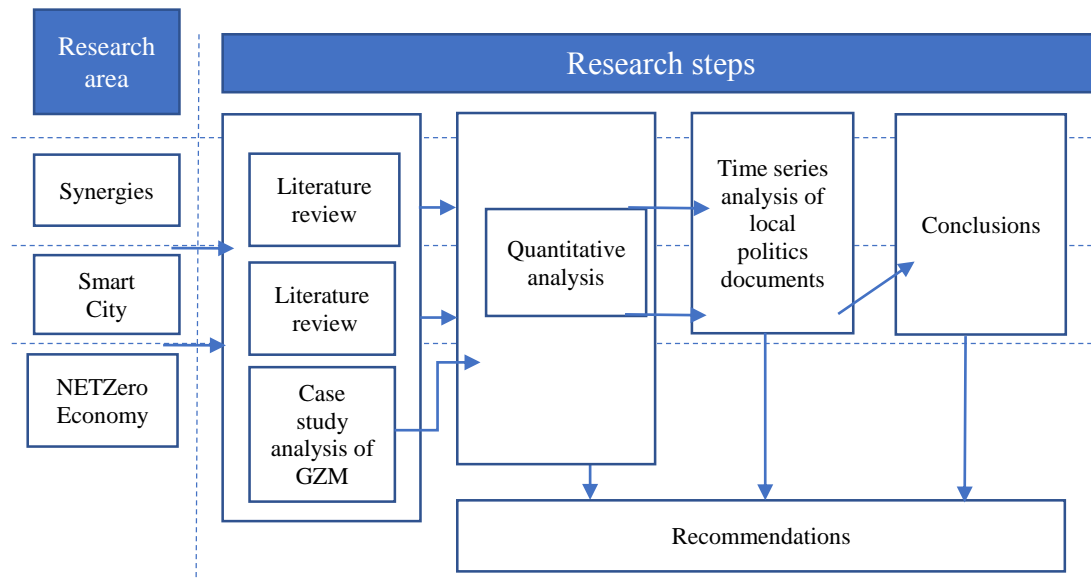 Research
area
Research steps
Synergies
Smart
City
NETZero
Economy
Literature
review
Literature
review
Case
study
analysis of
GZM
Quantitative
analysis
Time series
analysis of
local
politics
documents
Conclusions
Recommendations